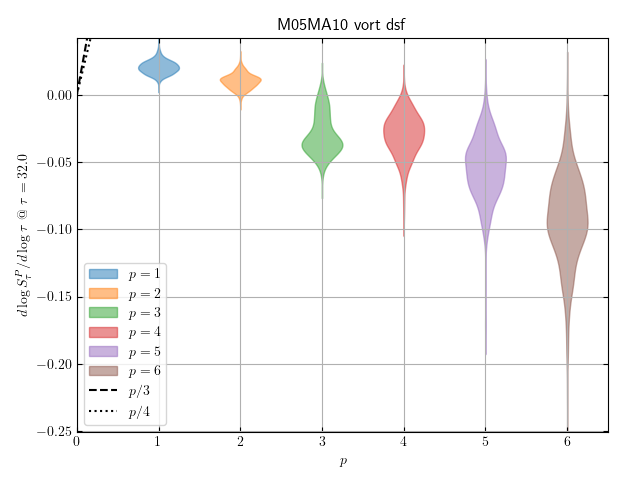 M05MA10 vort dsf
d log S_τ^P / d log τ @ τ = 32.0
0.00
−0.05
−0.10
−0.15
−0.20
−0.25
p = 1
p = 2
p = 3
p = 4
p = 5
p = 6
p/3
p/4
0 1 2 3 4 5 6
p